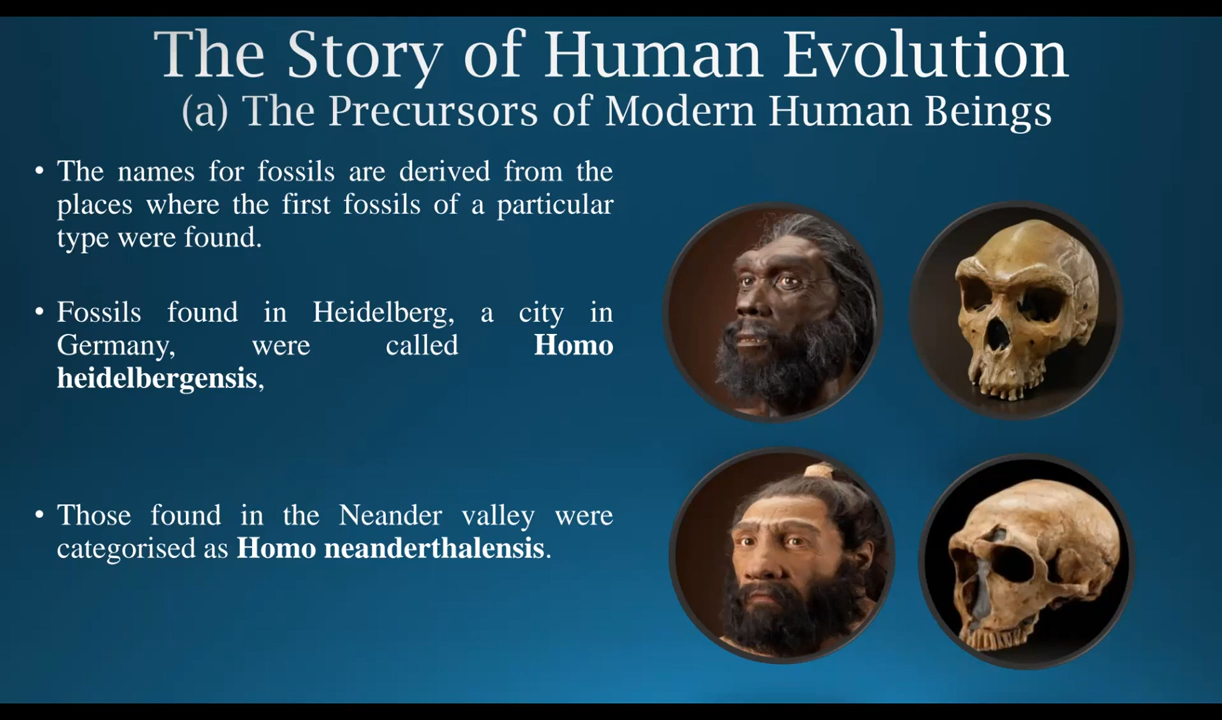 The Story of Human Evolution
(a) The Precursors of Modern Human Beings
• The names for fossils are derived from the
places where the first fossils of a particular
type were found.
• Fossils found in Heidelberg, a city in
Germany, were called Homo
heidelbergensis,
• Those found in the Neander valley were
categorised as Homo neanderthalensis.